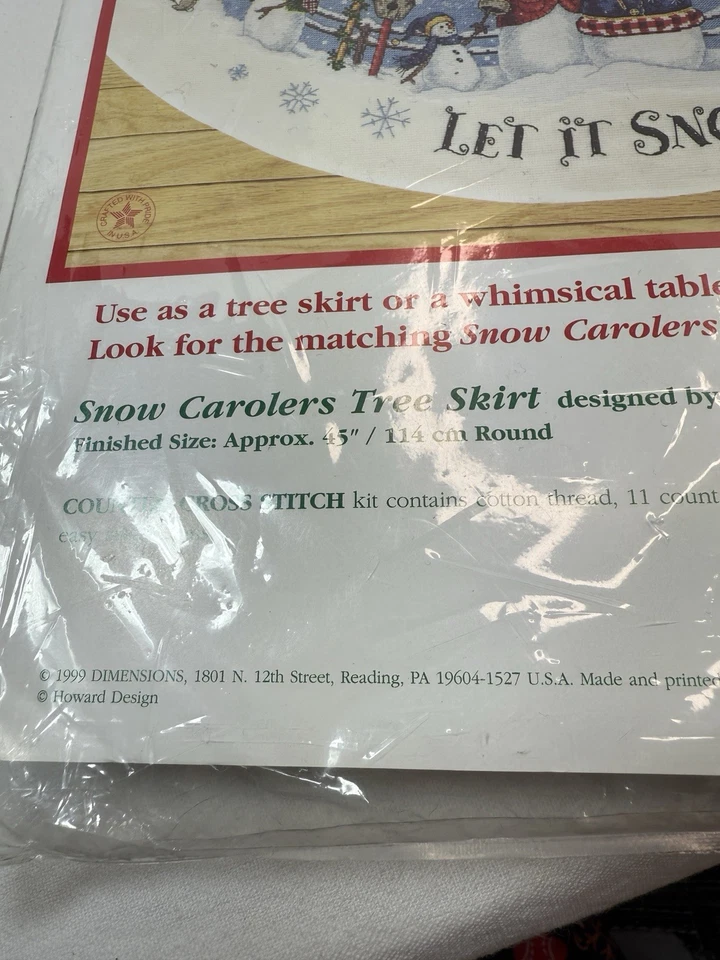 LET IT SNO
CRAFTED WITH PRIDE
IN U.S.A.
Use as a tree skirt or a whimsical table
Look for the matching Snow Carolers
Snow Carolers Tree Skirt designed by
Finished Size: Approx. 45" / 114 cm Round
COUNTED CROSS STITCH kit contains cotton thread, 11 count
easy
© 1999 DIMENSIONS, 1801 N. 12th Street, Reading, PA 19604-1527 U.S.A. Made and printed
© Howard Design